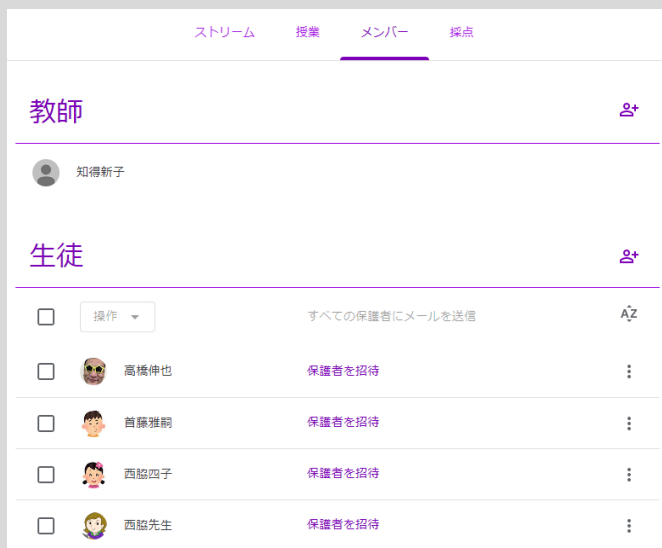 ストリーム 授業 メンバー 採点
教師
知得新子
生徒
操作 すべての保護者にメールを送信 AZ
高橋伸也 保護者を招待
首藤雅嗣 保護者を招待
西脇四子 保護者を招待
西脇先生 保護者を招待